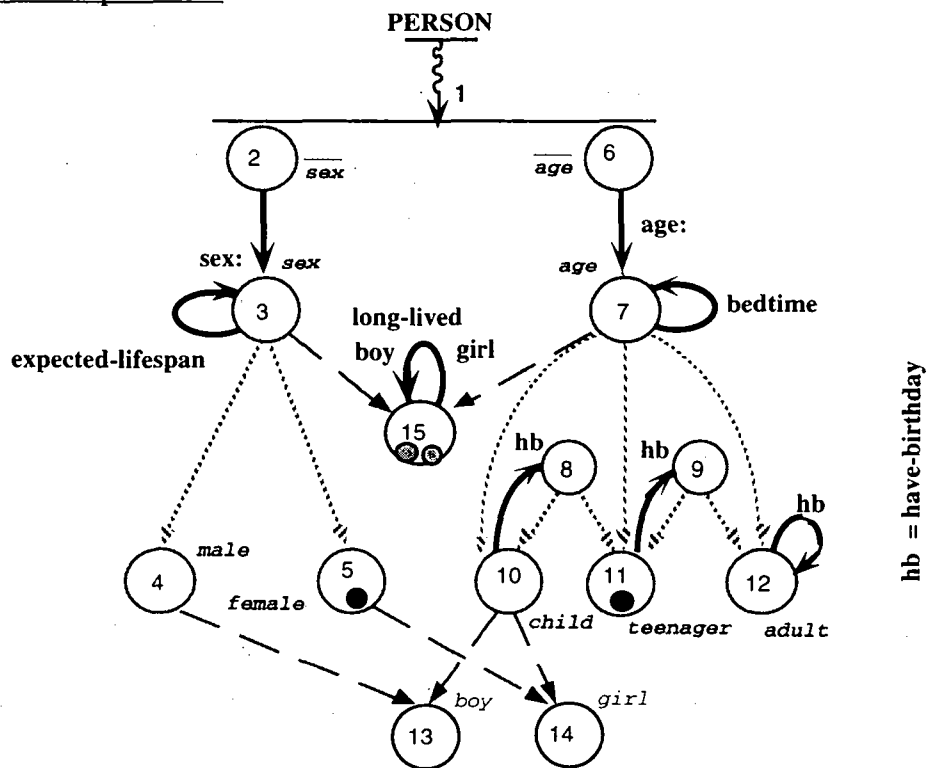 PERSON
1
2
sex
age
6
age:
sex:
sex
age
3
7
bedtime
long-lived
boy
girl
expected-lifespan
15
hb
8
hb
9
hb
male
4
5
female
10
11
12
child
teenager
adult
boy
girl
13
14
hb = have-birthday